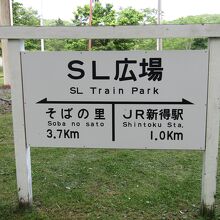 SL広場
SL Train Park
そばの里 JR新得駅
Soba no sato Shintoku Sta.
3.7Km 1.0Km